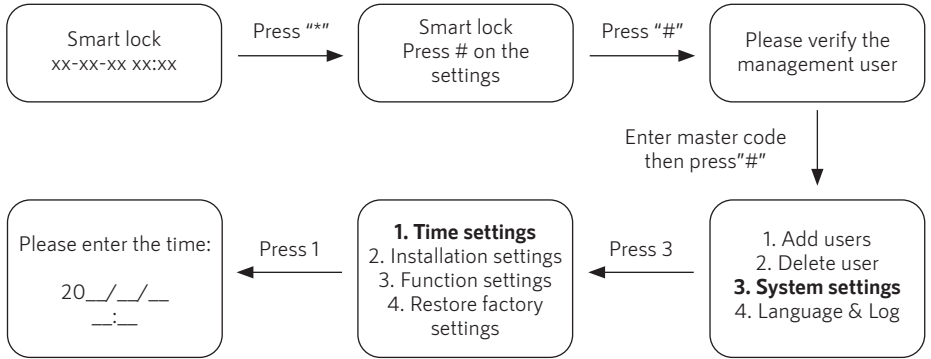 Smart lock
xx-xx-xx xx:xx
Press “*”
Smart lock
Press # on the
settings
Press “#”
Please verify the
management user
Enter master code
then press”#”
1. Add users
2. Delete user
3. System settings
4. Language & Log
Press 3
1. Time settings
2. Installation settings
3. Function settings
4. Restore factory
settings
Press 1
Please enter the time:
20__/__/__
__:__